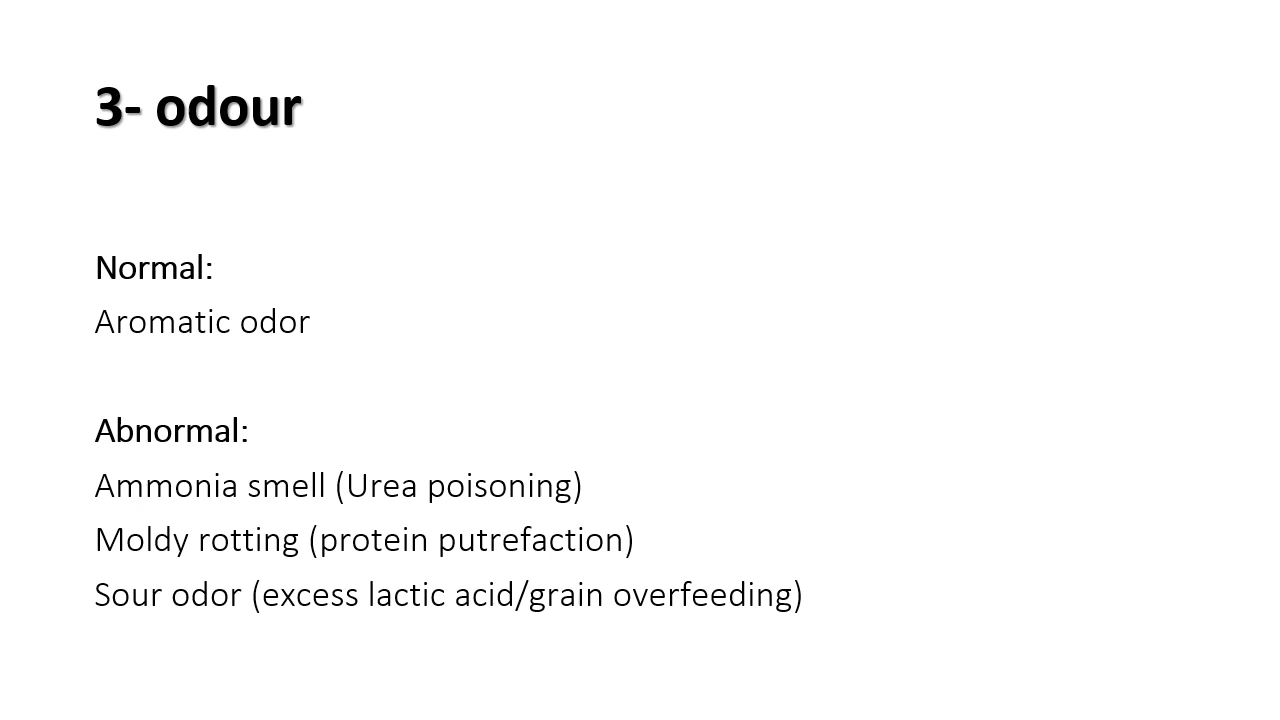 3- odour
Normal:
Aromatic odor
Abnormal:
Ammonia smell (Urea poisoning)
Moldy rotting (protein putrefaction)
Sour odor (excess lactic acid/grain overfeeding)